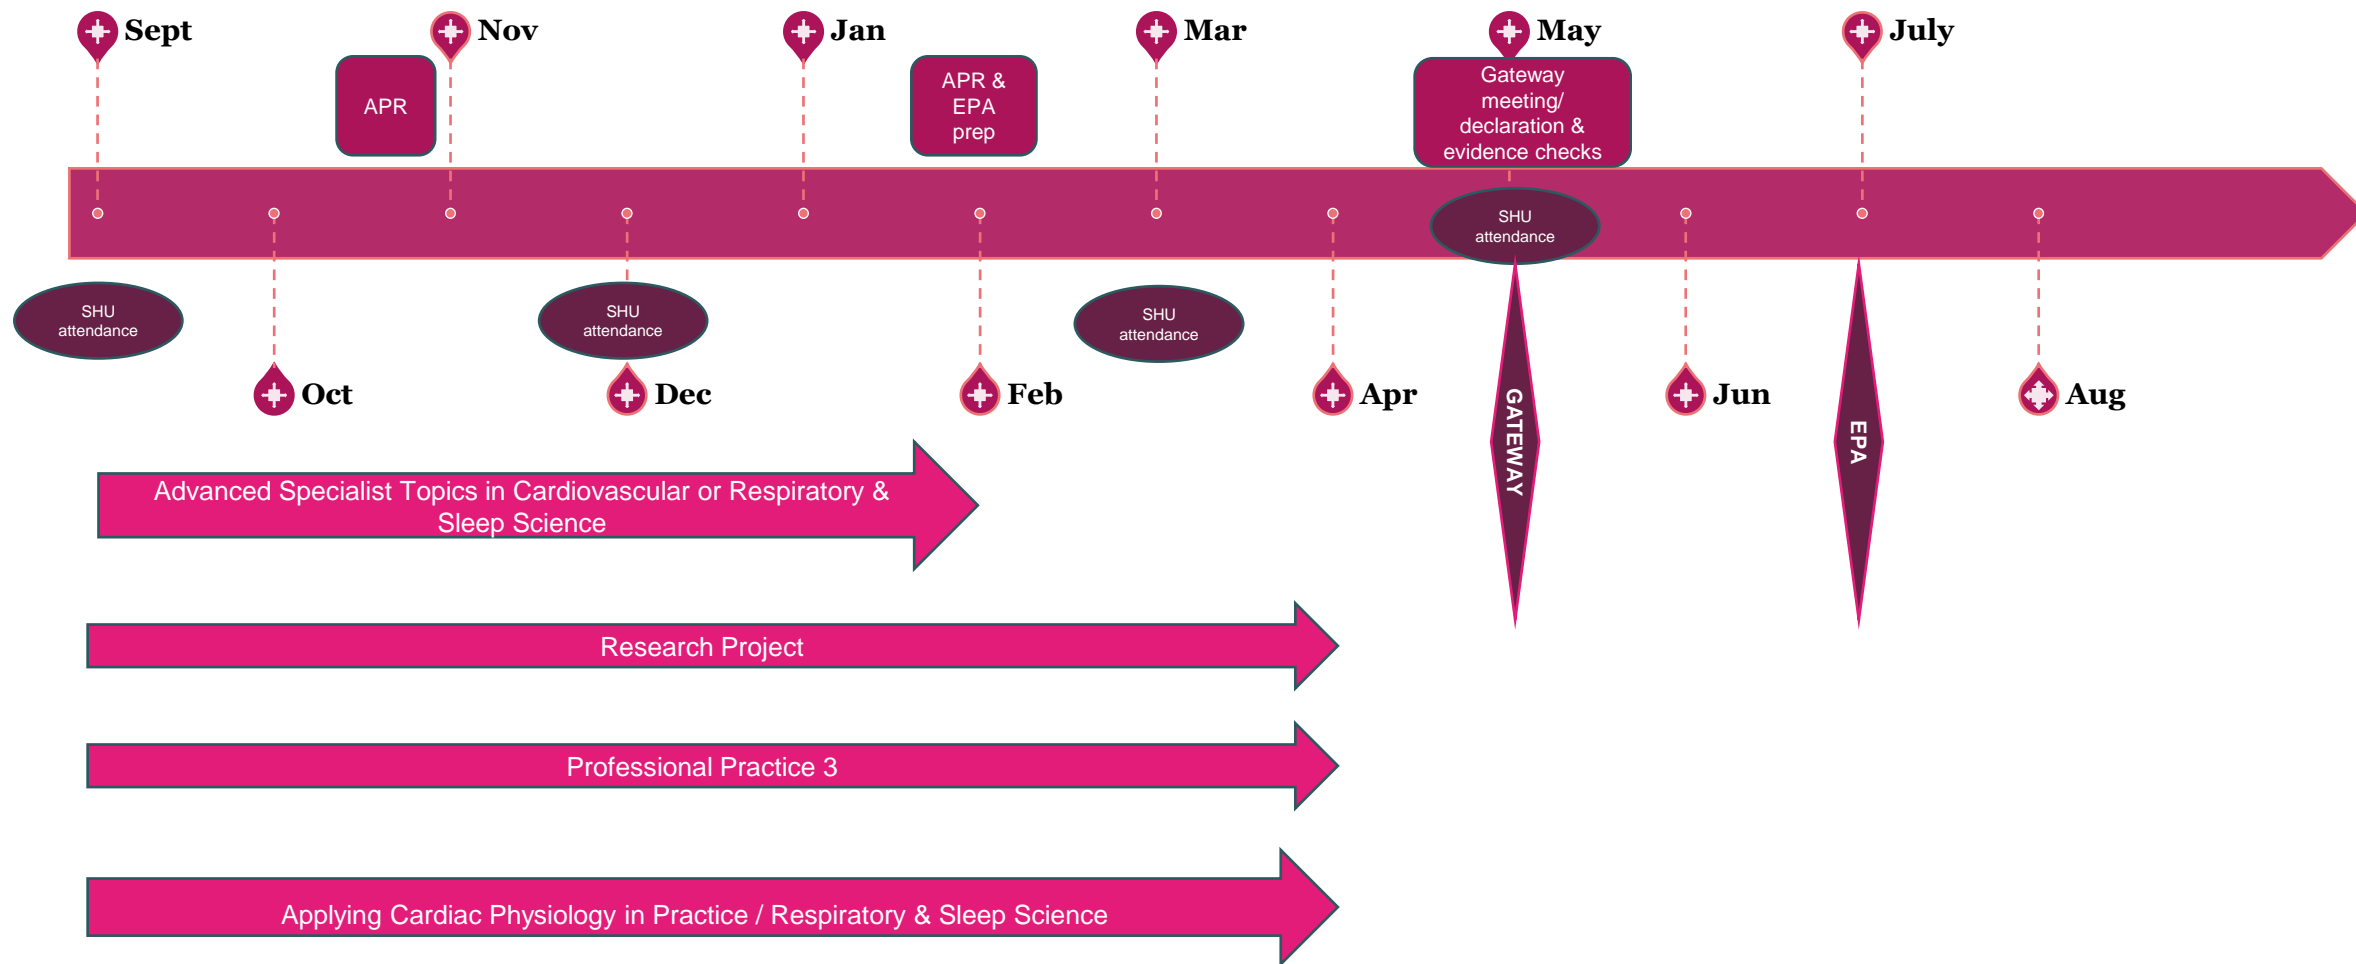 Sept
Nov
Jan
Mar
May
July
APR
APR &
EPA
prep
Gateway
meeting/
declaration &
evidence checks
SHU
attendance
SHU
attendance
SHU
attendance
SHU
attendance
Oct
Dec
Feb
Apr
Jun
Aug
GATEWAY
EPA
Advanced Specialist Topics in Cardiovascular or Respiratory &
Sleep Science
Research Project
Professional Practice 3
Applying Cardiac Physiology in Practice / Respiratory & Sleep Science